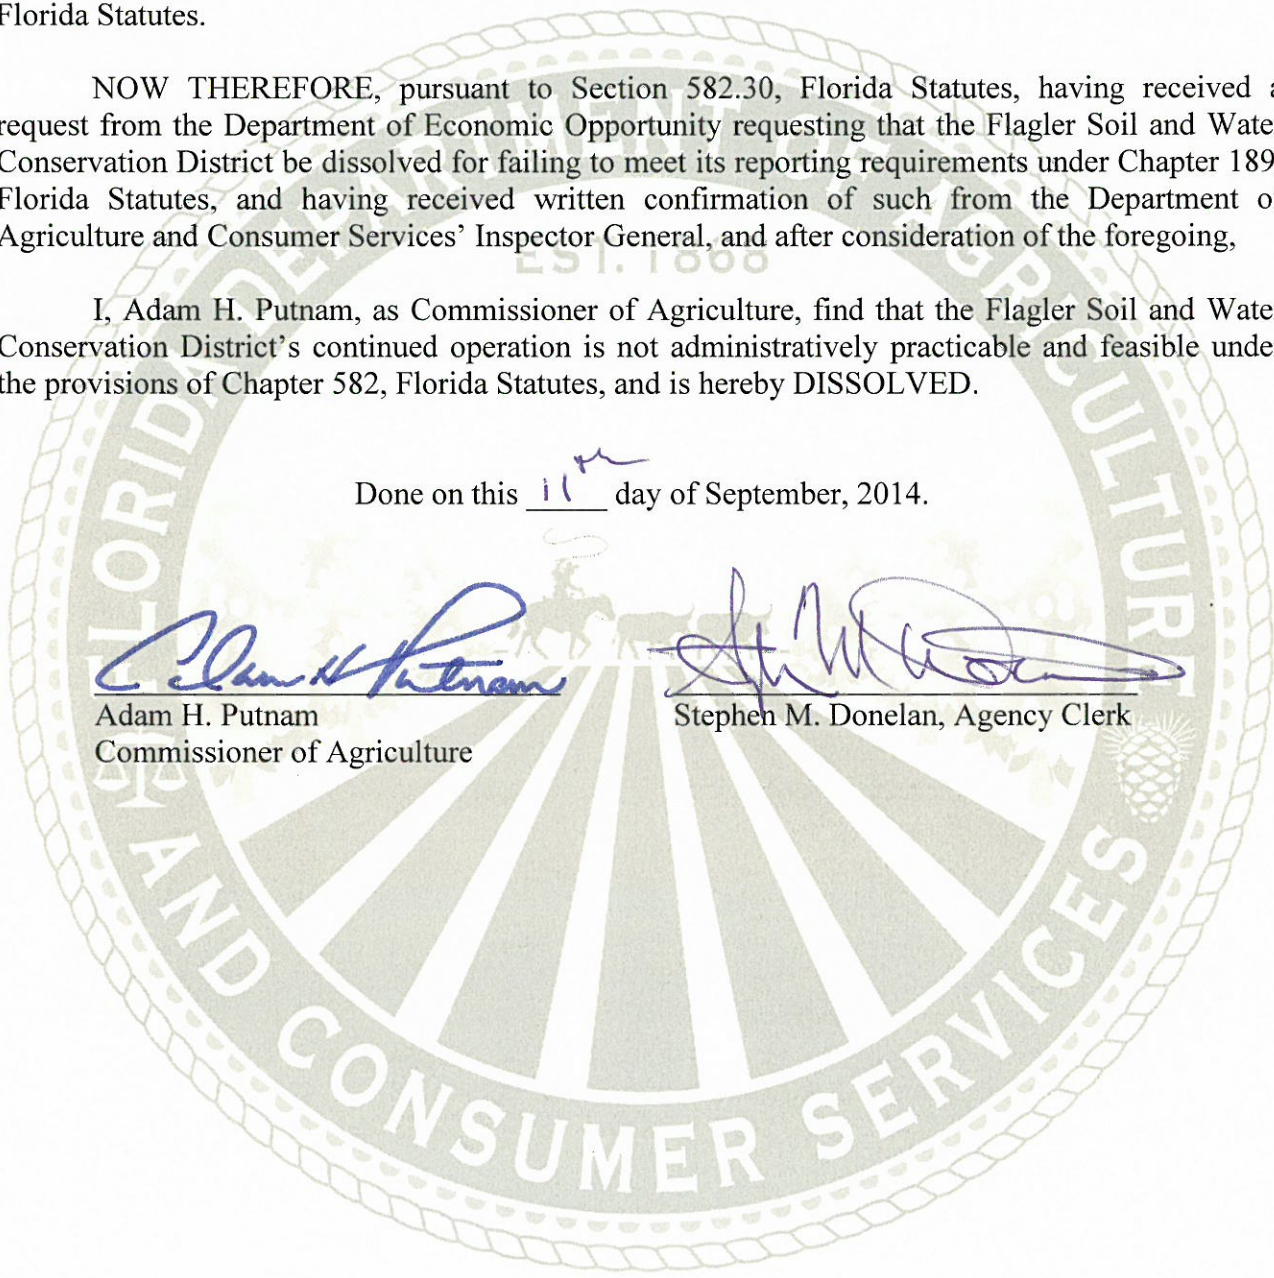 Florida Statutes.
NOW THEREFORE, pursuant to Section 582.30, Florida Statutes, having received a
request from the Department of Economic Opportunity requesting that the Flagler Soil and Wate
Conservation District be dissolved for failing to meet its reporting requirements under Chapter 189
Florida Statutes, and having received written confirmation of such from the Department o
Agriculture and Consumer Services’ Inspector General, and after consideration of the foregoing,
EST. 1868
I, Adam H. Putnam, as Commissioner of Agriculture, find that the Flagler Soil and Wate
Conservation District’s continued operation is not administratively practicable and feasible unde
the provisions of Chapter 582, Florida Statutes, and is hereby DISSOLVED.
Done on this 11th day of September, 2014.
Adam H Putnam
Adam H. Putnam
Commissioner of Agriculture
Stephen M. Donelan, Agency Clerk
FLORIDA DEPARTMENT OF AGRICULTURE
AND CONSUMER SERVICES